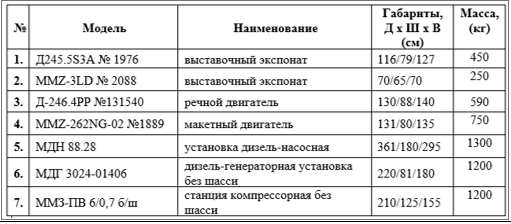 № Модель Наименование Габариты, Д x Ш x В (см) Масса, (кг)
1. Д245.5S3A № 1976 выставочный экспонат 116/79/127 450
2. MMZ-3LD № 2088 выставочный экспонат 70/65/70 250
3. Д-246.4РР №131540 речной двигатель 130/88/140 590
4. MMZ-262NG-02 №1889 макетный двигатель 131/80/135 750
5. МДН 88.28 установка дизель-насосная 361/180/295 1300
6. МДГ 3024-01406 дизель-генераторная установка без шасси 220/81/180 1200
7. ММЗ-ПВ 6/0,7 б/ш станция компрессорная без шасси 210/125/155 1200